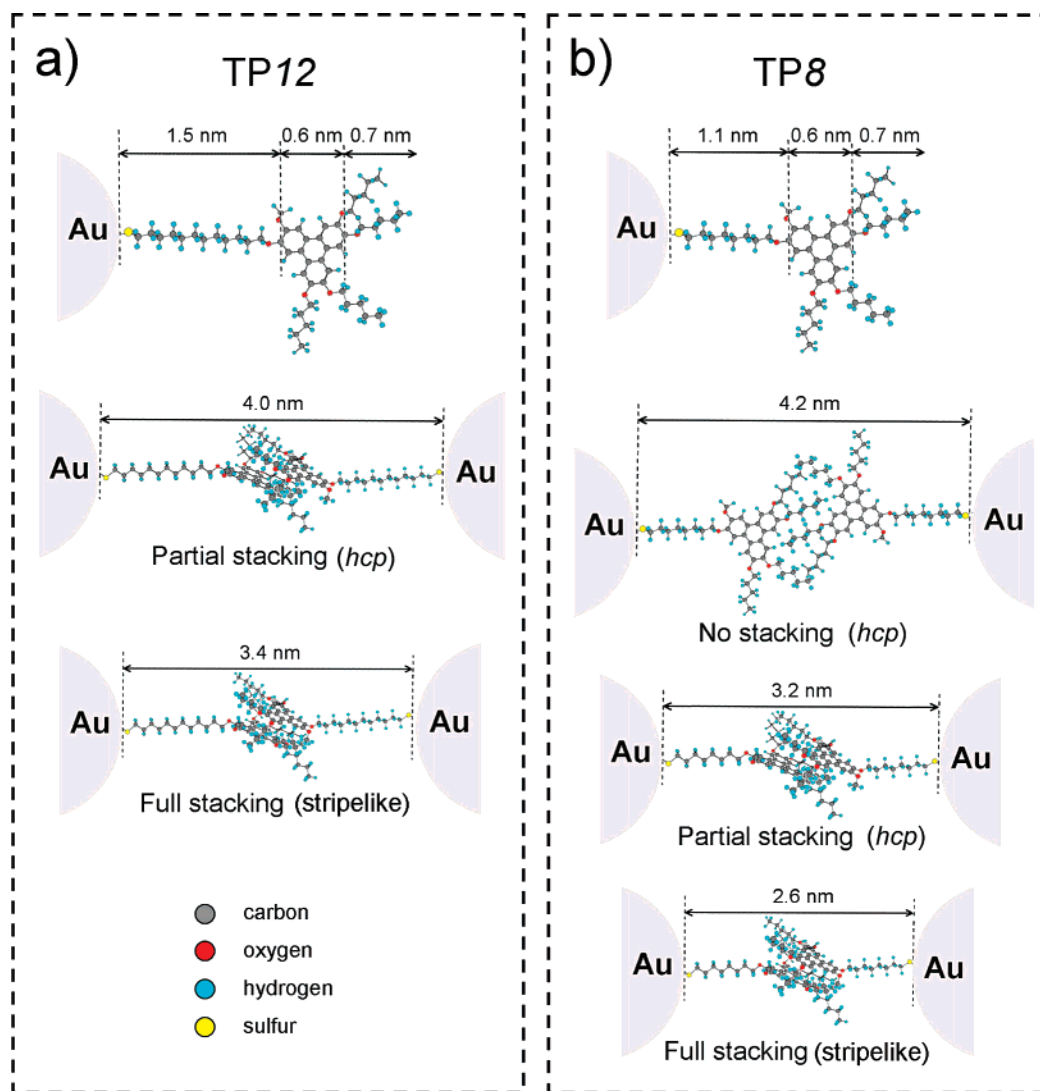 a)
TP12
1.5 nm 0.6 nm 0.7 nm
Au
4.0 nm
Au Au
Partial stacking (hcp)
3.4 nm
Au Au
Full stacking (stripelike)
carbon
oxygen
hydrogen
sulfur
b)
TP8
1.1 nm 0.6 nm 0.7 nm
Au
4.2 nm
Au Au
No stacking (hcp)
3.2 nm
Au Au
Partial stacking (hcp)
2.6 nm
Au Au
Full stacking (stripelike)